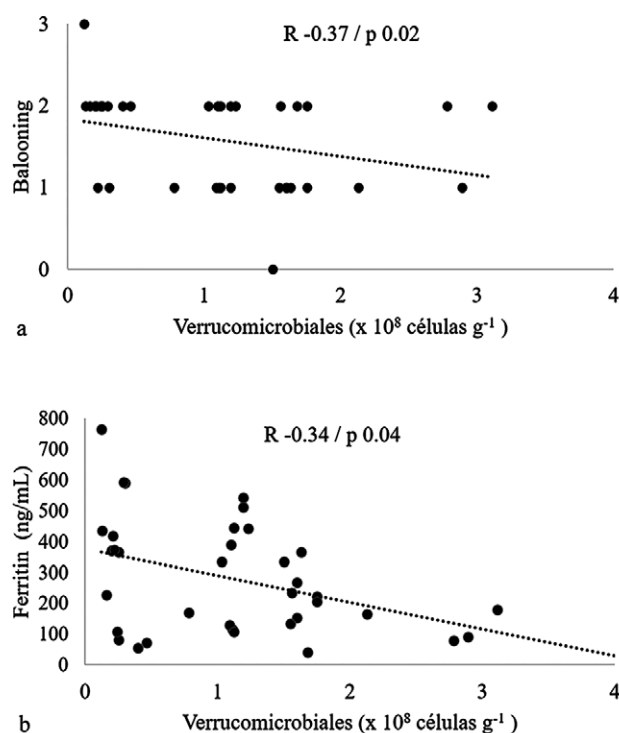 R -0.37 / p 0.02
Balooning
3
2
1
0
0 1 2 3 4
a
Verrucomicrobiales (x 10⁸ células g⁻¹ )
R -0.34 / p 0.04
Ferritin (ng/mL)
800
700
600
500
400
300
200
100
0
0 1 2 3 4
b
Verrucomicrobiales (x 10⁸ células g⁻¹ )